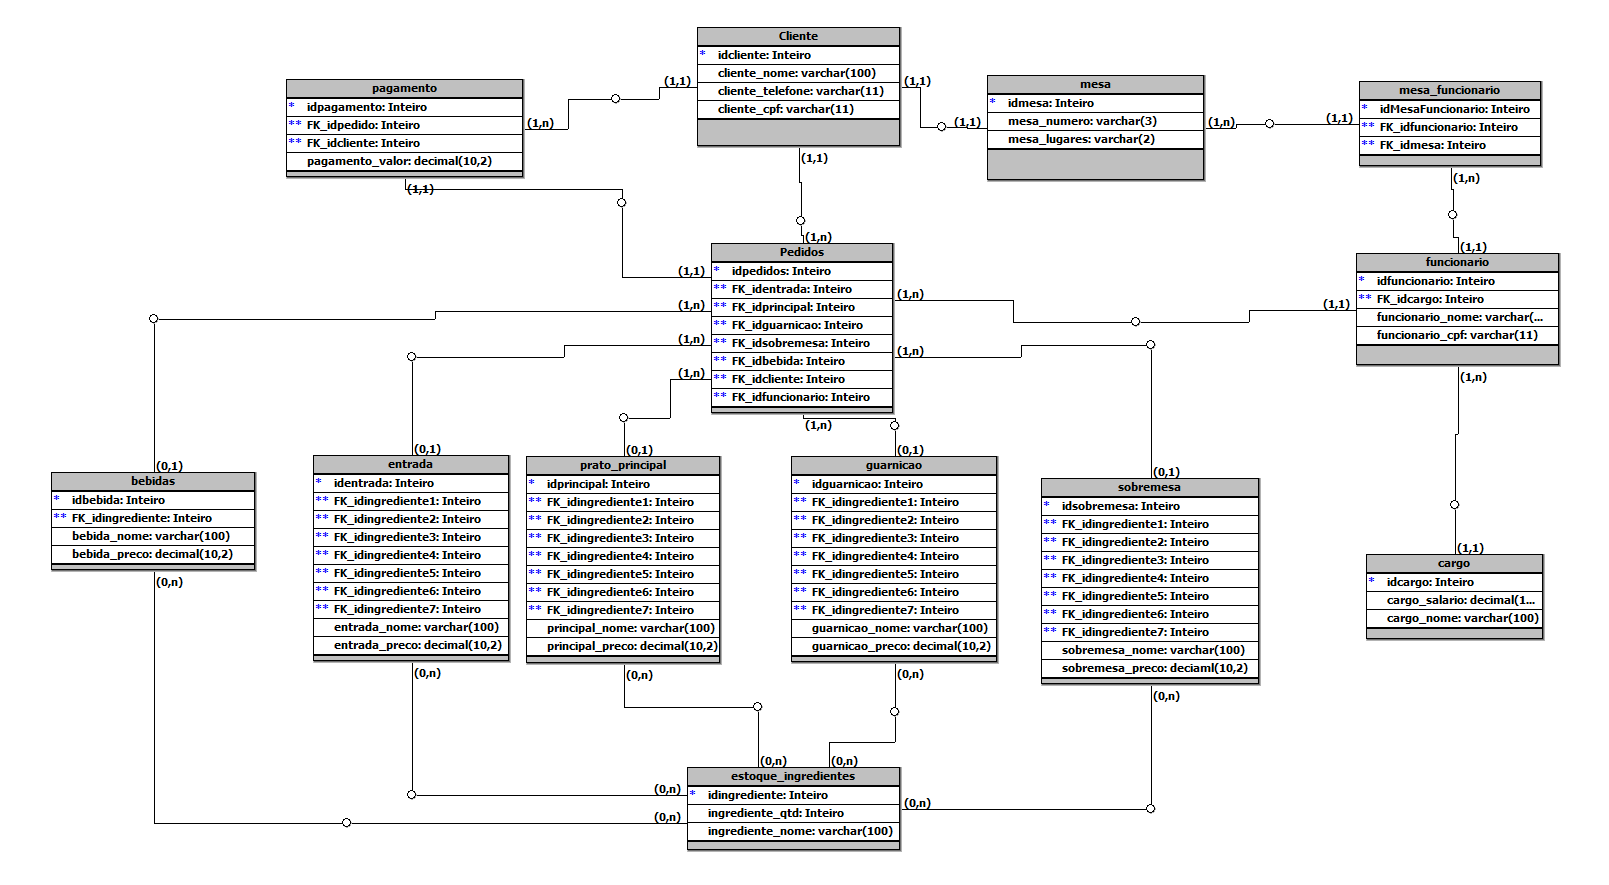 Cliente
* idcliente: Inteiro
cliente_nome: varchar(100)
cliente_telefone: varchar(11)
cliente_cpf: varchar(11)
(1,1)
(1,1)
(1,1)
pagamento
* idpagamento: Inteiro
** FK_idpedido: Inteiro
** FK_idcliente: Inteiro
pagamento_valor: decimal(10,2)
(1,n)
(1,1)
mesa
* idmesa: Inteiro
mesa_numero: varchar(3)
mesa_lugares: varchar(2)
(1,1)
(1,n)
mesa_funcionario
* idMesaFuncionario: Inteiro
** FK_idfuncionario: Inteiro
** FK_idmesa: Inteiro
(1,1)
(1,n)
(1,n)
Pedidos
* idpedidos: Inteiro
** FK_identrada: Inteiro
** FK_idprincipal: Inteiro
** FK_idguarnicao: Inteiro
** FK_idsobremesa: Inteiro
** FK_idbebida: Inteiro
** FK_idcliente: Inteiro
** FK_idfuncionario: Inteiro
(1,1)
(1,n)
(1,n)
(1,n)
(1,n)
(1,n)
(1,n)
(1,1)
funcionario
* idfuncionario: Inteiro
** FK_idcargo: Inteiro
funcionario_nome: varchar(...
funcionario_cpf: varchar(11)
(1,1)
(1,n)
(0,1)
bebidas
* idbebida: Inteiro
** FK_idingrediente: Inteiro
bebida_nome: varchar(100)
bebida_preco: decimal(10,2)
(0,n)
(0,1)
entrada
* identrada: Inteiro
** FK_idingrediente1: Inteiro
** FK_idingrediente2: Inteiro
** FK_idingrediente3: Inteiro
** FK_idingrediente4: Inteiro
** FK_idingrediente5: Inteiro
** FK_idingrediente6: Inteiro
** FK_idingrediente7: Inteiro
entrada_nome: varchar(100)
entrada_preco: decimal(10,2)
(0,n)
(0,1)
prato_principal
* idprincipal: Inteiro
** FK_idingrediente1: Inteiro
** FK_idingrediente2: Inteiro
** FK_idingrediente3: Inteiro
** FK_idingrediente4: Inteiro
** FK_idingrediente5: Inteiro
** FK_idingrediente6: Inteiro
** FK_idingrediente7: Inteiro
principal_nome: varchar(100)
principal_preco: decimal(10,2)
(0,n)
(0,1)
guarnicao
* idguarnicao: Inteiro
** FK_idingrediente1: Inteiro
** FK_idingrediente2: Inteiro
** FK_idingrediente3: Inteiro
** FK_idingrediente4: Inteiro
** FK_idingrediente5: Inteiro
** FK_idingrediente6: Inteiro
** FK_idingrediente7: Inteiro
guarnicao_nome: varchar(100)
guarnicao_preco: decimal(10,2)
(0,n)
(0,1)
sobremesa
* idsobremesa: Inteiro
** FK_idingrediente1: Inteiro
** FK_idingrediente2: Inteiro
** FK_idingrediente3: Inteiro
** FK_idingrediente4: Inteiro
** FK_idingrediente5: Inteiro
** FK_idingrediente6: Inteiro
** FK_idingrediente7: Inteiro
sobremesa_nome: varchar(100)
sobremesa_preco: deciaml(10,2)
(0,n)
(1,1)
cargo
* idcargo: Inteiro
cargo_salario: decimal(1...
cargo_nome: varchar(100)
(0,n)
(0,n)
estoque_ingredientes
* idingrediente: Inteiro
ingrediente_qtd: Inteiro
ingrediente_nome: varchar(100)
(0,n)
(0,n)
(0,n)